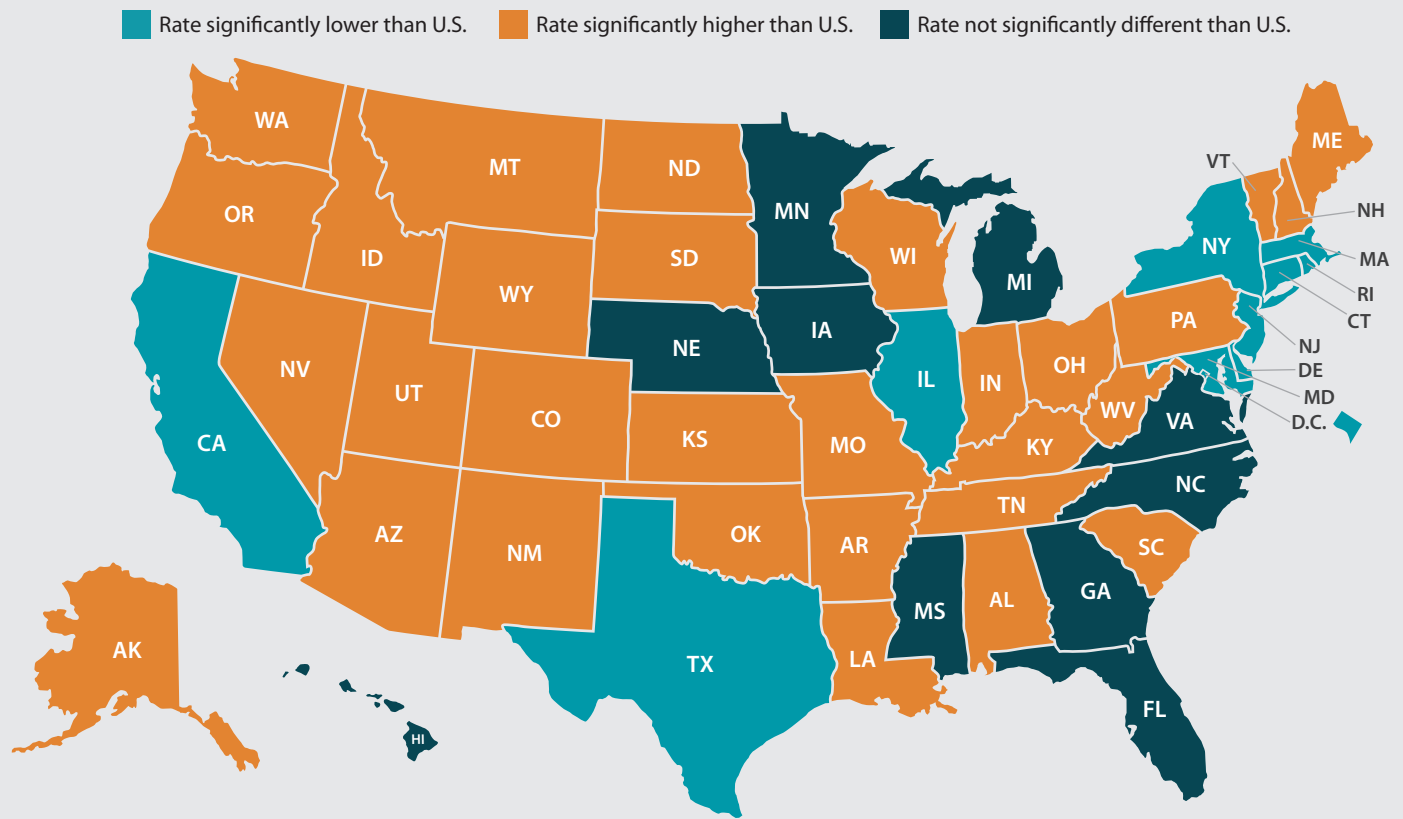 Rate significantly lower than U.S. Rate significantly higher than U.S. Rate not significantly different than U.S.
WA
MT
ND
MN
ME
VT
OR
ID
SD
WI
NY
NH
MA
WY
MI
RI
CT
NV
NE
IA
PA
NJ
UT
CO
IL
IN
OH
DE
MD
CA
KS
MO
KY
WV
VA
D.C.
AZ
NM
OK
AR
TN
NC
SC
MS
AL
GA
AK
TX
LA
FL
HI